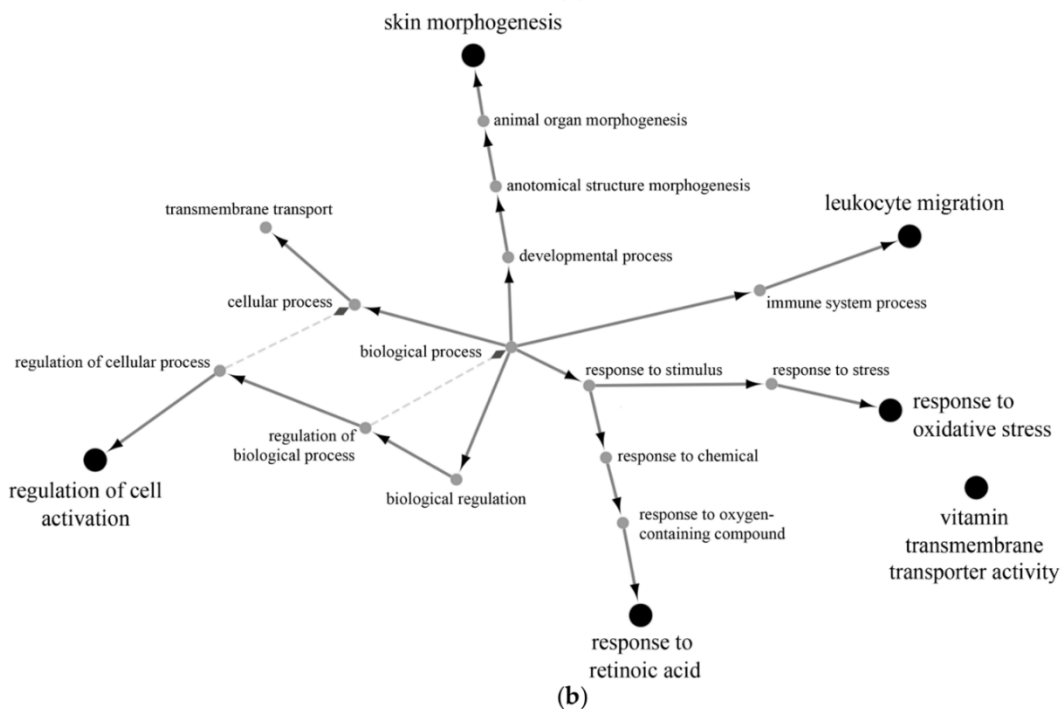 skin morphogenesis
animal organ morphogenesis
anotomical structure morphogenesis
transmembrane transport
leukocyte migration
developmental process
cellular process
immune system process
biological process
regulation of cellular process
response to stimulus
response to stress
response to
oxidative stress
regulation of
biological process
response to chemical
regulation of cell
activation
biological regulation
response to oxygen-
containing compound
vitamin
transmembrane
transporter activity
response to
retinoic acid
(b)